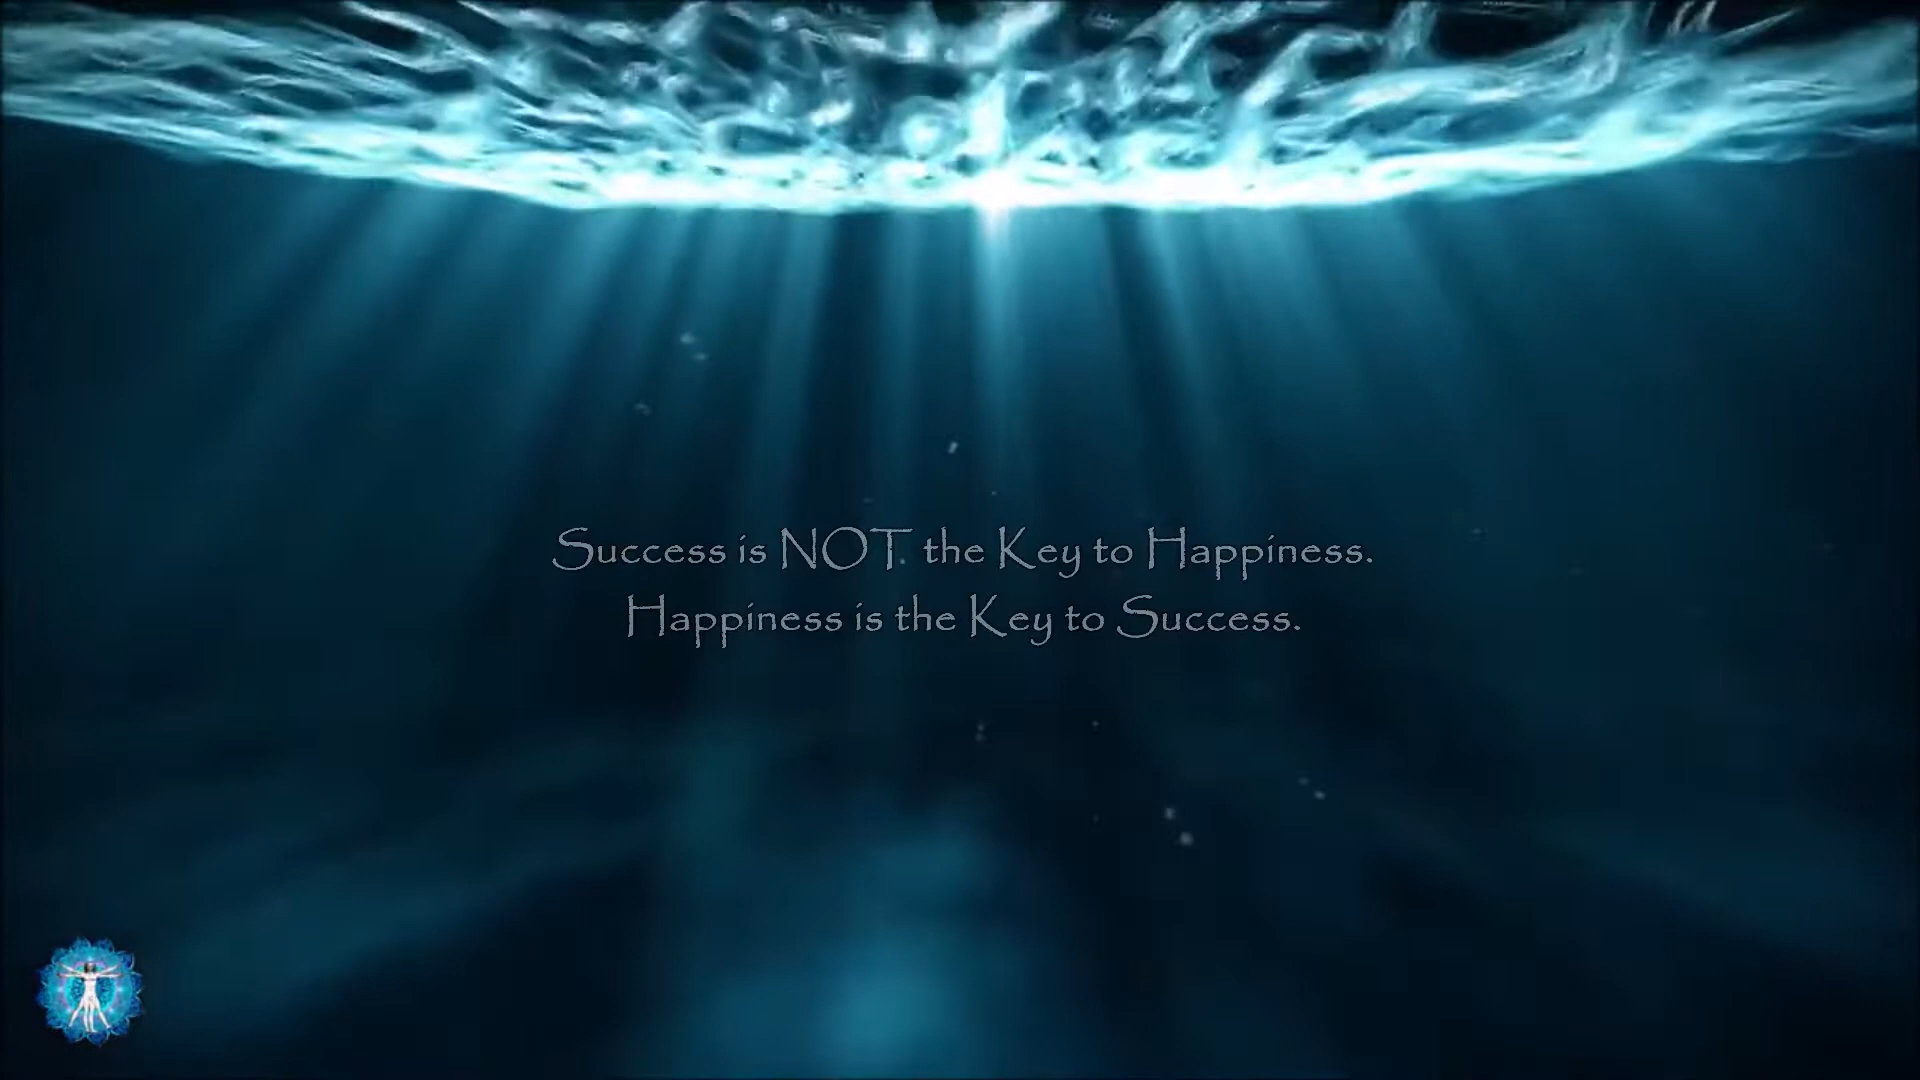 Success is NOT the Key to Happiness.
Happiness is the Key to Success.